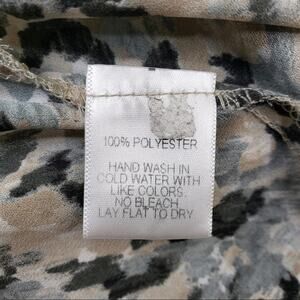 100% POLYESTER
HAND WASH IN
COLD WATER WITH
LIKE COLORS.
NO BLEACH
LAY FLAT TO DRY